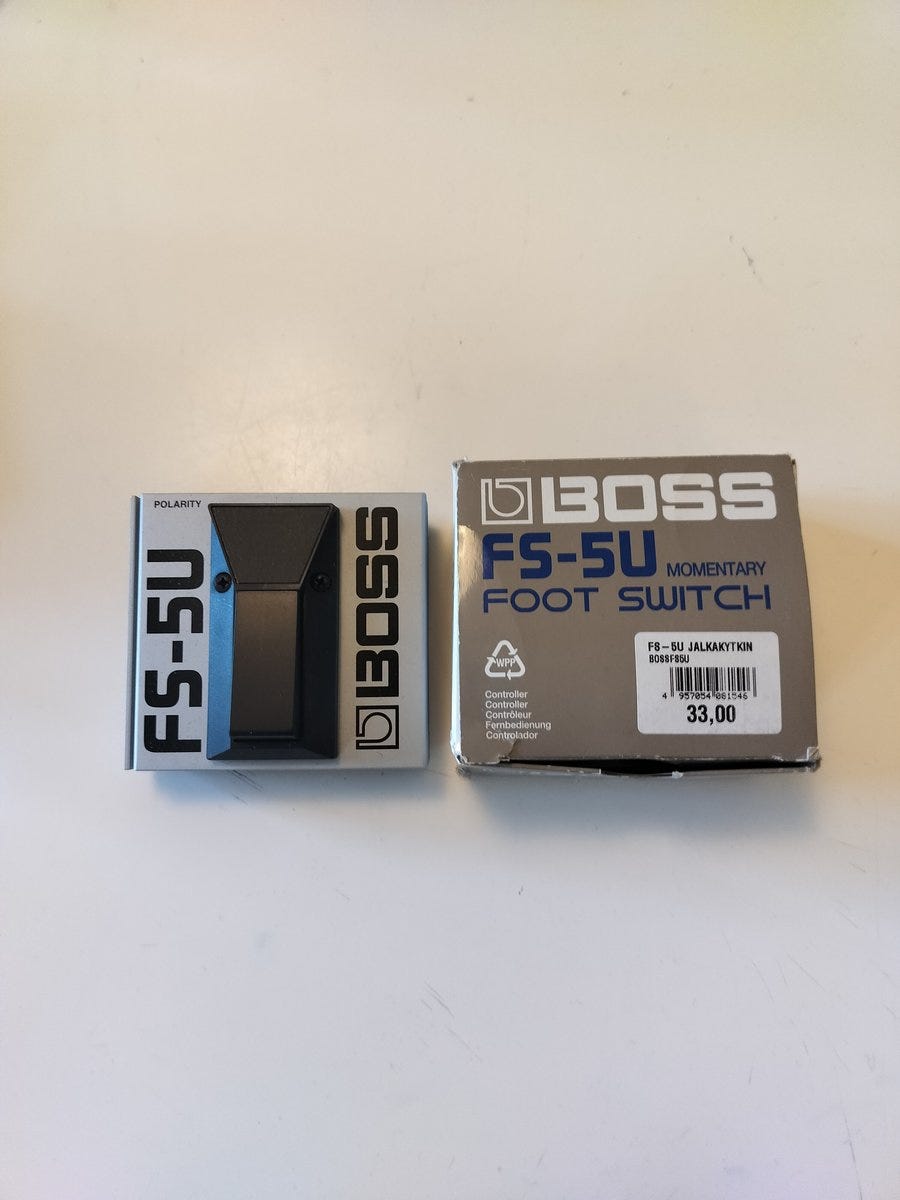 POLARITY
FS-5U
BOSS
BOSS
FS-5U MOMENTARY
FOOT SWITCH
WPP
Controller
Controller
Contrôleur
Fernbedienung
Controlador
FS-5U JALKAKYTKIN
BOSSFS5U
4 957054 081546
33,00